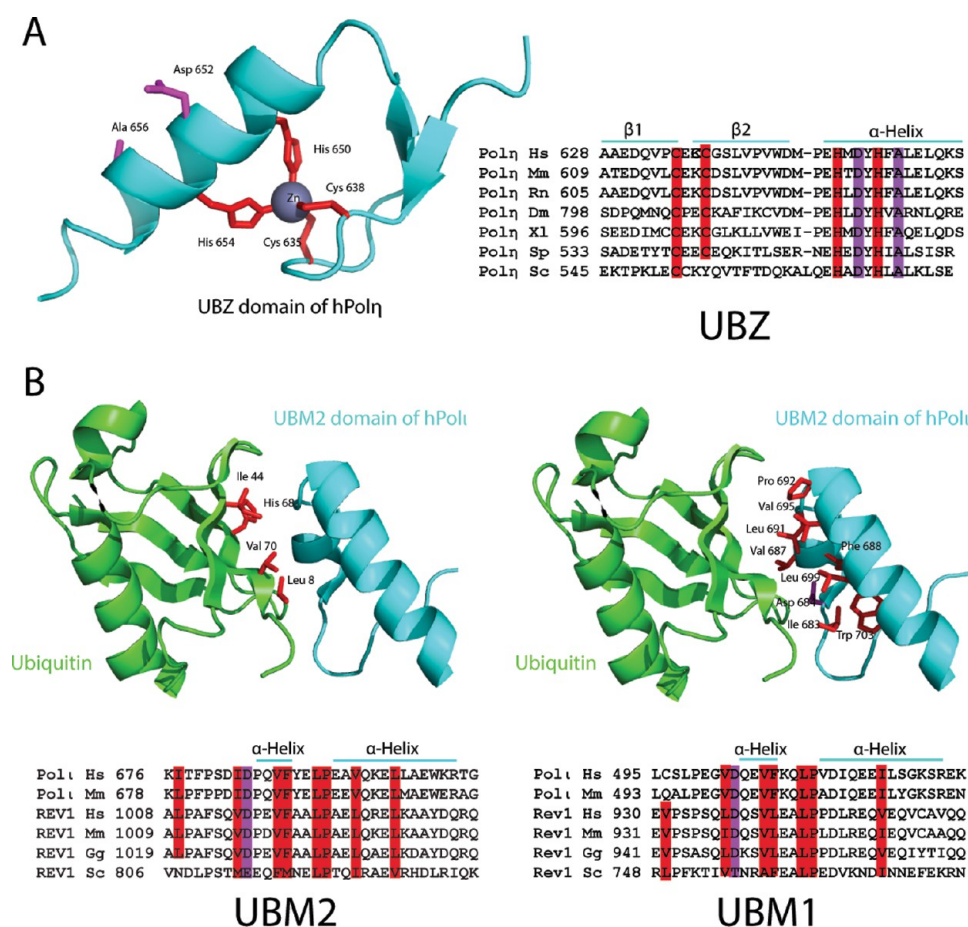 A
Asp 652
Ala 656
His 650
Cys 638
Zn
His 654
Cys 635
UBZ domain of hPolη
β1 β2 α-Helix
Polη Hs 628 AAEDQVPCEKCGSLVPVWDM-PEHMDYHFALELQKS
Polη Mm 609 ATEDQVLCEKCDSLVPVWDM-PEHTDYHFALELQKS
Polη Rn 605 AAEDQVLCEKCDSLVPVWDM-PEHTDYHFALELQKS
Polη Dm 798 SDPQMNQCPECKAFIKCVDM-PEHLDYHVARNLQRE
Polη Xl 596 SEEDIMCCEKCGLKLLVWEI-PEHMDYHFAQELQDS
Polη Sp 533 SADETYTCEECEQKITLSER-NEHEDYHIALSISR
Polη Sc 545 EKTPKLECCKYQVTFTDQKALQEHADYHLALKLSE
UBZ
B
UBM2 domain of hPolι
Ile 44
His 68
Val 70
Leu 8
Ubiquitin
UBM2 domain of hPolι
Pro 692
Val 695
Leu 691
Val 687
Phe 688
Leu 699
Asp 684
Ile 683
Trp 703
Ubiquitin
α-Helix α-Helix
Polι Hs 676 KITFPSDIDPQVFYELPEAVQKELLAEWKRTG
Polι Mm 678 KLPFPPDIDPQVFYELPEEVQKELMAEWERAG
REV1 Hs 1008 ALPAFSQVDPEVFAALPAELQRELKAAYDQRQ
REV1 Mm 1009 ALPAFSQVDPDVFAALPAELQKELKAAYDQRQ
REV1 Gg 1019 ALPAFSQVDPEVFAALPAELQAELKAAYDQRQ
REV1 Sc 806 VNDLPSTMEEQFMNELPTQIRAEVRHDLRIQK
UBM2
α-Helix α-Helix
Polι Hs 495 LCSLPEGVDQEVFKQLPVDIQEEILSGKSREK
Polι Mm 493 LQALPEGVDQEVFKQLPADIQEEILYGKSREN
Rev1 Hs 930 EVPSPSQLDQSVLEALPPDLREQVEQVCAVQQ
Rev1 Mm 931 EVPSPSQIDQSVLEALPPDLREQIEQVCAAQQ
Rev1 Gg 941 EVPSASQLDKSVLEALPPDLREQVEQIYTIQQ
Rev1 Sc 748 RLPFKTIVTNRAFEALPEDVKNDINNEFEKRN
UBM1